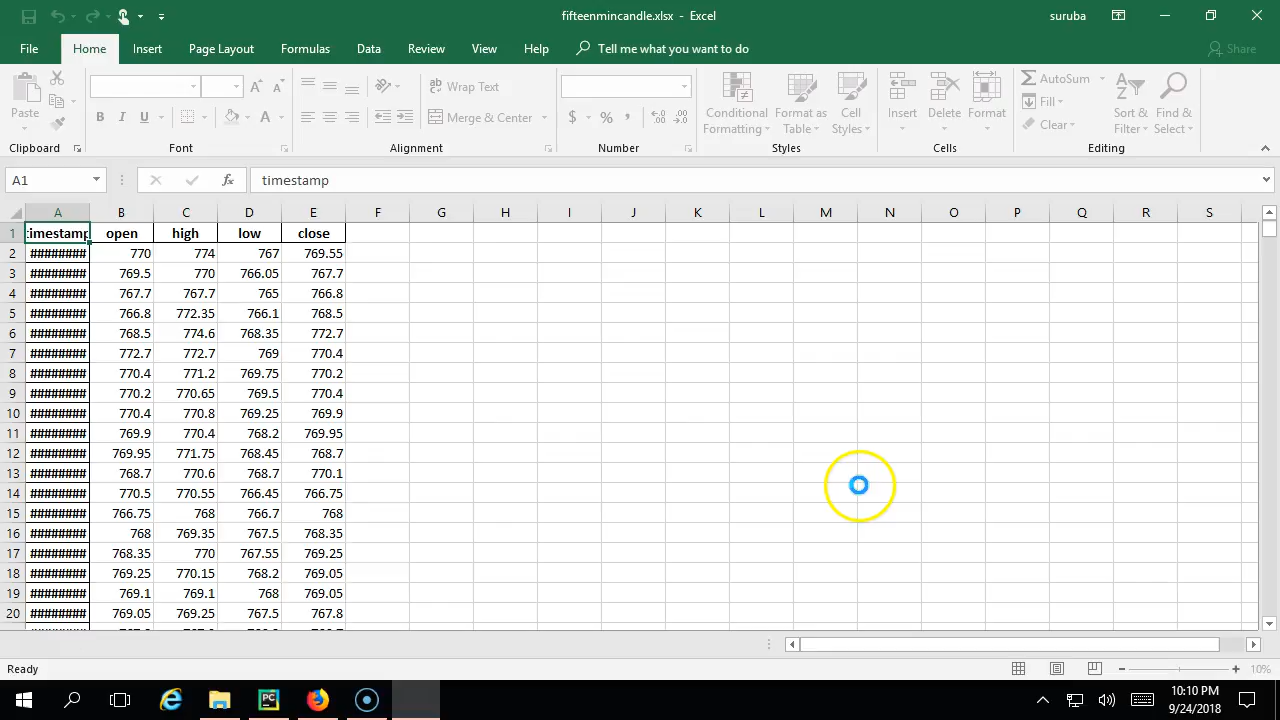 fifteenmincandle.xlsx - Excel
suruba
File Home Insert Page Layout Formulas Data Review View Help Tell me what you want to do Share
Paste
Clipboard
B I U A
Font
Wrap Text
Merge & Center
Alignment
$ % ,
Number
Conditional Formatting
Format as Table
Cell Styles
Styles
Insert
Delete
Format
Cells
AutoSum
Fill
Clear
Sort & Filter
Find & Select
Editing
A1 fx timestamp
A B C D E F G H I J K L M N O P Q R S
1 timestamp open high low close
2 ######## 770 774 767 769.55
3 ######## 769.5 770 766.05 767.7
4 ######## 767.7 767.7 765 766.8
5 ######## 766.8 772.35 766.1 768.5
6 ######## 768.5 774.6 768.35 772.7
7 ######## 772.7 772.7 769 770.4
8 ######## 770.4 771.2 769.75 770.2
9 ######## 770.2 770.65 769.5 770.4
10 ######## 770.4 770.8 769.25 769.9
11 ######## 769.9 770.4 768.2 769.95
12 ######## 769.95 771.75 768.45 768.7
13 ######## 768.7 770.6 768.7 770.1
14 ######## 770.5 770.55 766.45 766.75
15 ######## 766.75 768 766.7 768
16 ######## 768 769.35 767.5 768.35
17 ######## 768.35 770 767.55 769.25
18 ######## 769.25 770.15 768.2 769.05
19 ######## 769.1 769.1 768 769.05
20 ######## 769.05 769.25 767.5 767.8
Ready
10%
PC
10:10 PM
9/24/2018